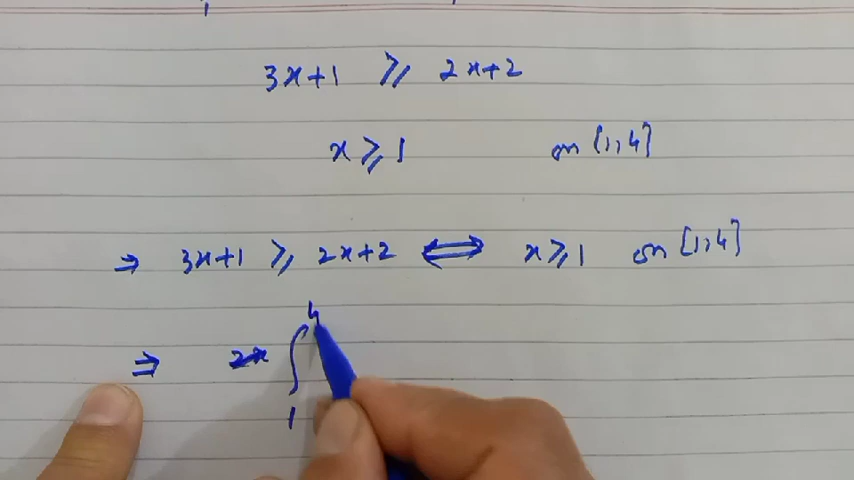 3x+1 ⩾ 2x+2
x ⩾ 1 on [1,4]
⇒ 3x+1 ⩾ 2x+2 ⟺ x ⩾ 1 on [1,4]
⇒ ∫₁⁴